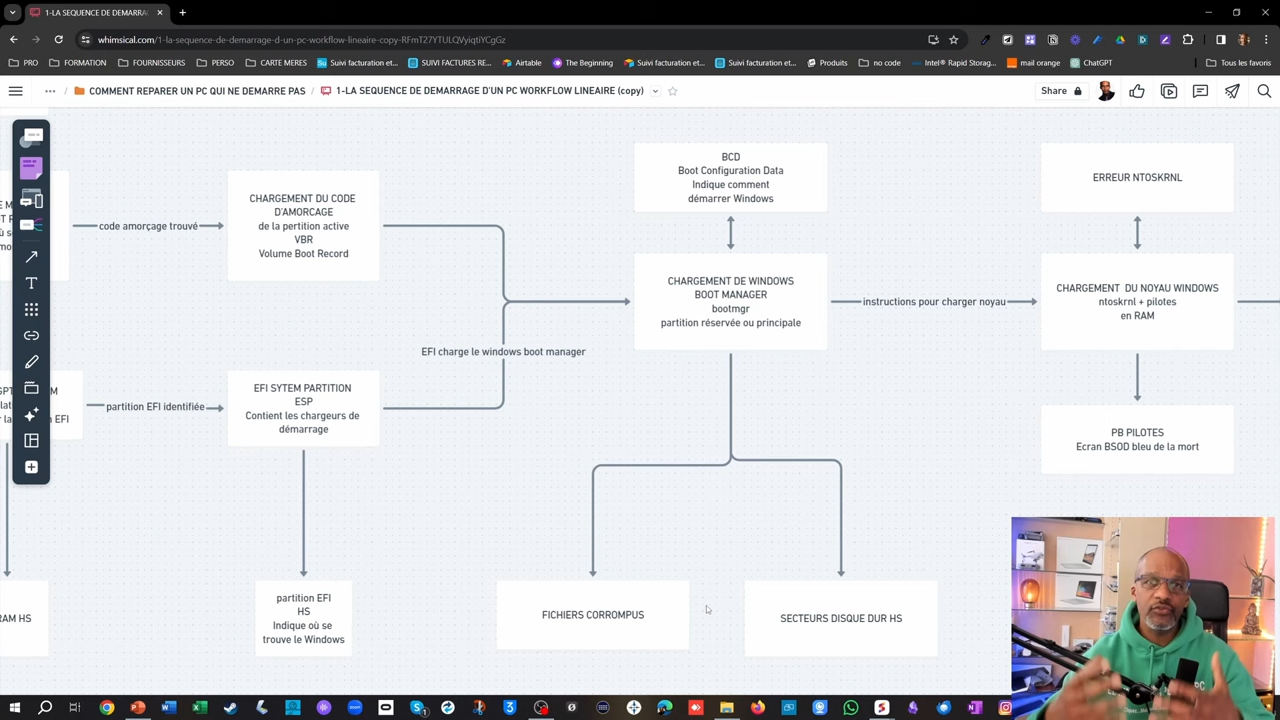 1-LA SEQUENCE DE DEMARRA
whimsical.com/1-la-sequence-de-demarrage-d-un-pc-workflow-lineaire-copy-RFmT27YTULQVyiqtiYCgGz
PRO
FORMATION
FOURNISSEURS
PERSO
CARTE MERES
Suivi facturation et...
SUIVI FACTURES RE...
Airtable
The Beginning
Suivi facturation et...
Produits
Suivi facturation et...
no code
Intel® Rapid Storag...
mail orange
ChatGPT
Tous les favoris
... / COMMENT REPARER UN PC QUI NE DEMARRE PAS / 1-LA SEQUENCE DE DEMARRAGE D'UN PC WORKFLOW LINEAIRE (copy)
Share
code amorçage trouvé
CHARGEMENT DU CODE
D'AMORCAGE
de la pertition active
VBR
Volume Boot Record
BCD
Boot Configuration Data
Indique comment
démarrer Windows
ERREUR NTOSKRNL
CHARGEMENT DE WINDOWS
BOOT MANAGER
bootmgr
partition réservée ou principale
instructions pour charger noyau
CHARGEMENT DU NOYAU WINDOWS
ntoskrnl + pilotes
en RAM
EFI charge le windows boot manager
partition EFI identifiée
EFI SYTEM PARTITION
ESP
Contient les chargeurs de
démarrage
EFI
PB PILOTES
Ecran BSOD bleu de la mort
RAM HS
partition EFI
HS
Indique où se
trouve le Windows
FICHIERS CORROMPUS
SECTEURS DISQUE DUR HS